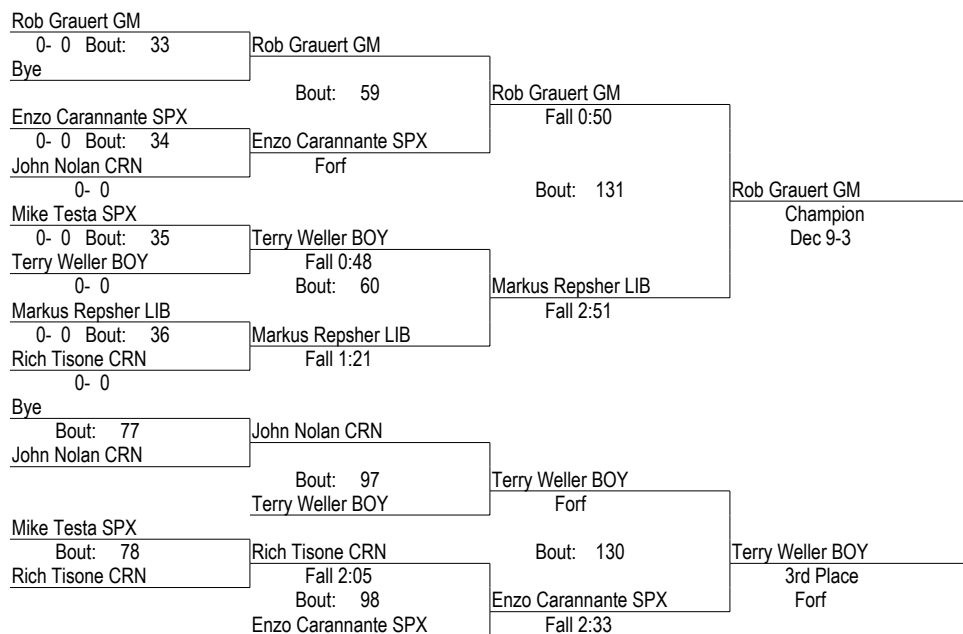 Rob Grauert GM
0- 0 Bout: 33
Rob Grauert GM
Bye
Bout: 59
Rob Grauert GM
Enzo Carannante SPX
Fall 0:50
0- 0 Bout: 34
Enzo Carannante SPX
John Nolan CRN
Forf
0- 0
Bout: 131
Rob Grauert GM
Mike Testa SPX
Champion
0- 0 Bout: 35
Terry Weller BOY
Dec 9-3
Terry Weller BOY
Fall 0:48
0- 0
Bout: 60
Markus Repsher LIB
Markus Repsher LIB
Fall 2:51
0- 0 Bout: 36
Markus Repsher LIB
Rich Tisone CRN
Fall 1:21
0- 0
Bye
Bout: 77
John Nolan CRN
John Nolan CRN
Bout: 97
Terry Weller BOY
Terry Weller BOY
Forf
Mike Testa SPX
Bout: 78
Rich Tisone CRN
Bout: 130
Terry Weller BOY
Rich Tisone CRN
Fall 2:05
3rd Place
Bout: 98
Enzo Carannante SPX
Forf
Enzo Carannante SPX
Fall 2:33